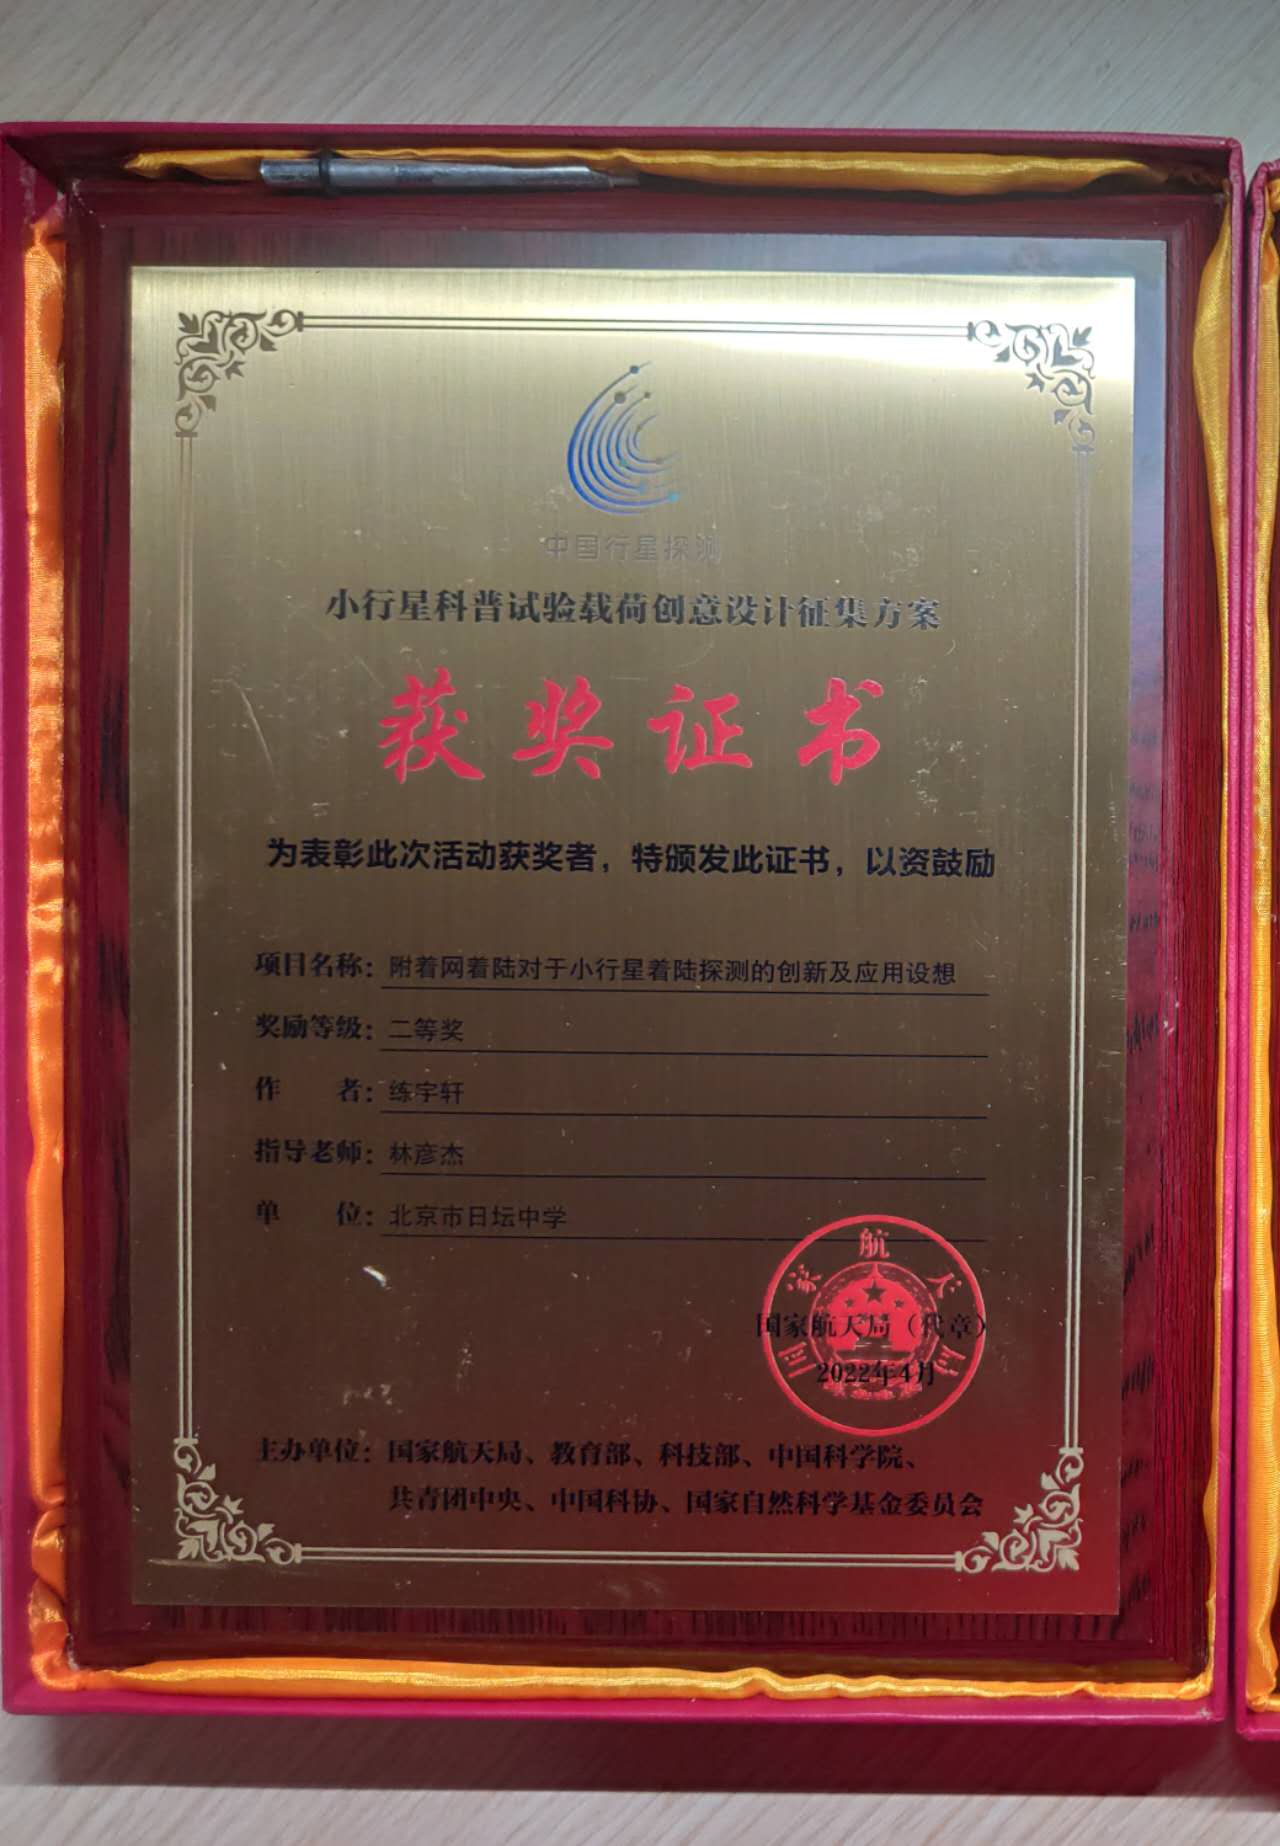 中国行星探测
小行星科普试验载荷创意设计征集方案
获奖证书
为表彰此次活动获奖者，特颁发此证书，以资鼓励
项目名称：附着网着陆对于小行星着陆探测的创新及应用设想
奖励等级：二等奖
作 者：练宇轩
指导老师：林彦杰
单 位：北京市日坛中学
国家航天局
国家航天局（代章）
2022年4月
主办单位：国家航天局、教育部、科技部、中国科学院、
共青团中央、中国科协、国家自然科学基金委员会